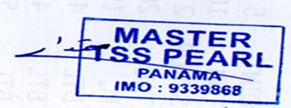 MASTER
TSS PEARL
PANAMA
IMO : 9339868